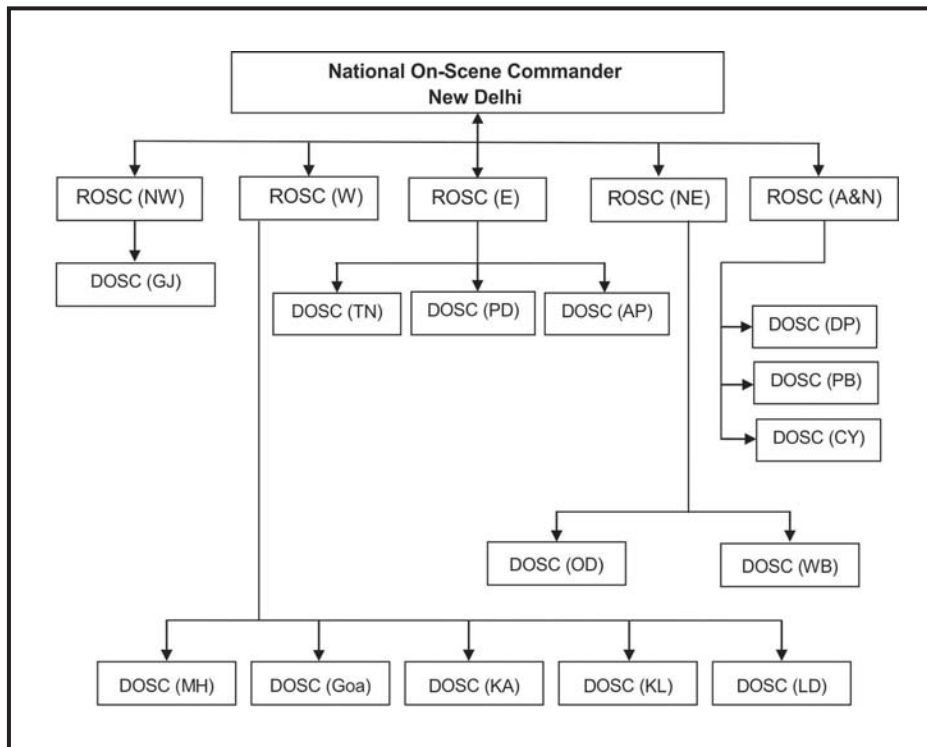 National On-Scene Commander
New Delhi
ROSC (NW)
ROSC (W)
ROSC (E)
ROSC (NE)
ROSC (A&N)
DOSC (GJ)
DOSC (TN)
DOSC (PD)
DOSC (AP)
DOSC (DP)
DOSC (PB)
DOSC (CY)
DOSC (OD)
DOSC (WB)
DOSC (MH)
DOSC (Goa)
DOSC (KA)
DOSC (KL)
DOSC (LD)